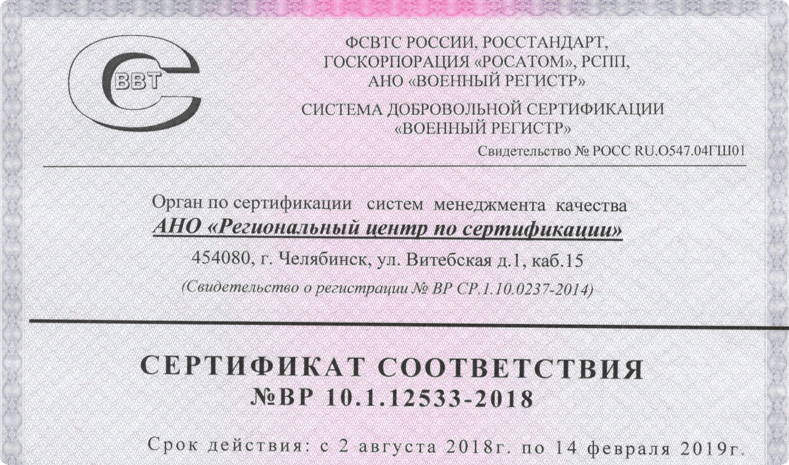 ФСВТС РОССИИ, РОССТАНДАРТ,
ГОСКОРПОРАЦИЯ «РОСАТОМ», РСПП,
АНО «ВОЕННЫЙ РЕГИСТР»
СВВТ
СИСТЕМА ДОБРОВОЛЬНОЙ СЕРТИФИКАЦИИ
«ВОЕННЫЙ РЕГИСТР»
Свидетельство № РОСС RU.О547.04ГШ01
Орган по сертификации систем менеджмента качества
АНО «Региональный центр по сертификации»
454080, г. Челябинск, ул. Витебская д.1, каб.15
(Свидетельство о регистрации № ВР СР.1.10.0237-2014)
СЕРТИФИКАТ СООТВЕТСТВИЯ
№ВР 10.1.12533-2018
Срок действия: с 2 августа 2018г. по 14 февраля 2019г.